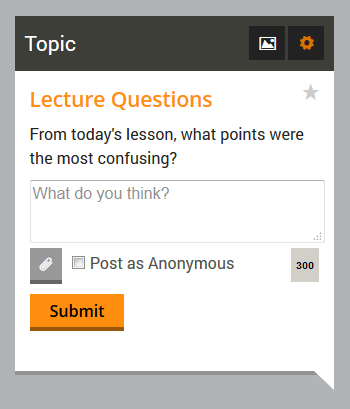 Topic
Lecture Questions
From today's lesson, what points were
the most confusing?
What do you think?
Post as Anonymous
300
Submit